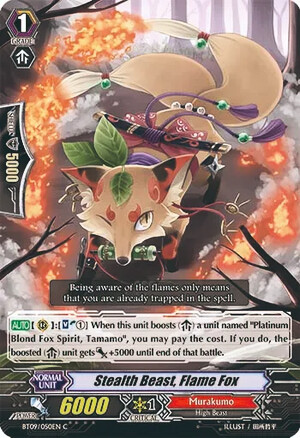 1
GRADE
5000
Being aware of the flames only means
that you are already trapped in the spell.
AUTO [ ]:[ 1] When this unit boosts a unit named "Platinum
Blond Fox Spirit, Tamamo", you may pay the cost. If you do, the
boosted unit gets +5000 until end of battle.
NORMAL
UNIT
Stealth Beast, Flame Fox
POWER
6000
1
CRITICAL
Murakumo
High Beast
BT09/050EN C
ILLUST /